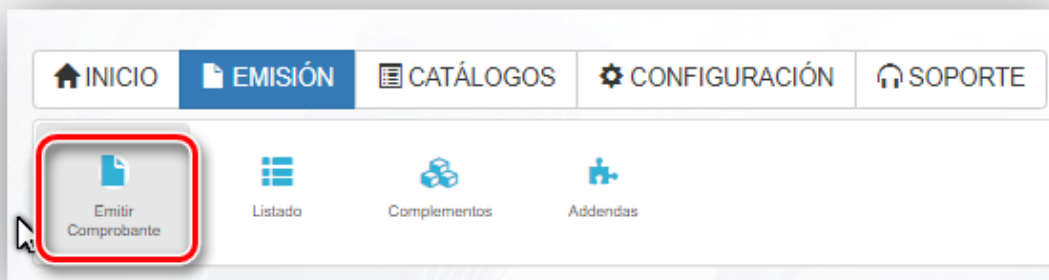 INICIO EMISIÓN CATÁLOGOS CONFIGURACIÓN SOPORTE
Emitir Comprobante Listado Complementos Addendas